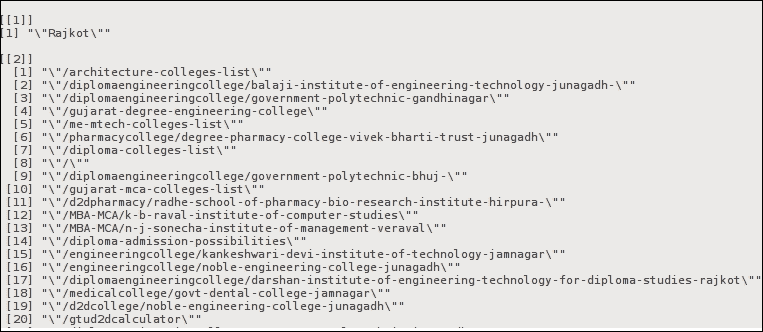 [[1]]
[1] "\"Rajkot\""
[[2]]
[1] "\"/architecture-colleges-list\""
[2] "\"/diplomaengineeringcollege/balaji-institute-of-engineering-technology-junagadh-\""
[3] "\"/diplomaengineeringcollege/government-polytechnic-gandhinagar\""
[4] "\"/gujarat-degree-engineering-college\""
[5] "\"/me-mtech-colleges-list\""
[6] "\"/pharmacycollege/degree-pharmacy-college-vivek-bharti-trust-junagadh\""
[7] "\"/diploma-colleges-list\""
[8] "\"/\""
[9] "\"/diplomaengineeringcollege/government-polytechnic-bhuj-\""
[10] "\"/gujarat-mca-colleges-list\""
[11] "\"/d2dpharmacy/radhe-school-of-pharmacy-bio-research-institute-hirpura-\""
[12] "\"/MBA-MCA/k-b-raval-institute-of-computer-studies\""
[13] "\"/MBA-MCA/n-j-sonecha-institute-of-management-veraval\""
[14] "\"/diploma-admission-possibilities\""
[15] "\"/engineeringcollege/kankeshwari-devi-institute-of-technology-jamnagar\""
[16] "\"/engineeringcollege/noble-engineering-college-junagadh\""
[17] "\"/diplomaengineeringcollege/darshan-institute-of-engineering-technology-for-diploma-studies-rajkot\""
[18] "\"/medicalcollege/govt-dental-college-jamnagar\""
[19] "\"/d2dcollege/noble-engineering-college-junagadh\""
[20] "\"/gtud2dcalculator\""